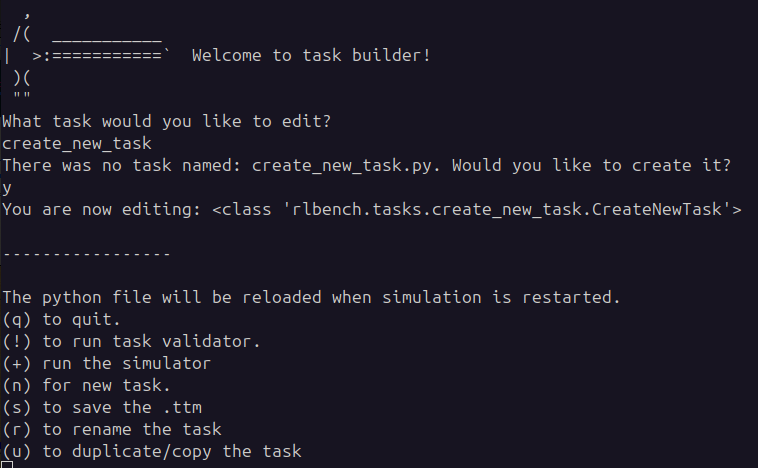 ,
 /(  ___________
|  >:===========`  Welcome to task builder!
 )(
 ""
What task would you like to edit?
create_new_task
There was no task named: create_new_task.py. Would you like to create it?
y
You are now editing: <class 'rlbench.tasks.create_new_task.CreateNewTask'>
-----------------
The python file will be reloaded when simulation is restarted.
(q) to quit.
(!) to run task validator.
(+) run the simulator
(n) for new task.
(s) to save the .ttm
(r) to rename the task
(u) to duplicate/copy the task